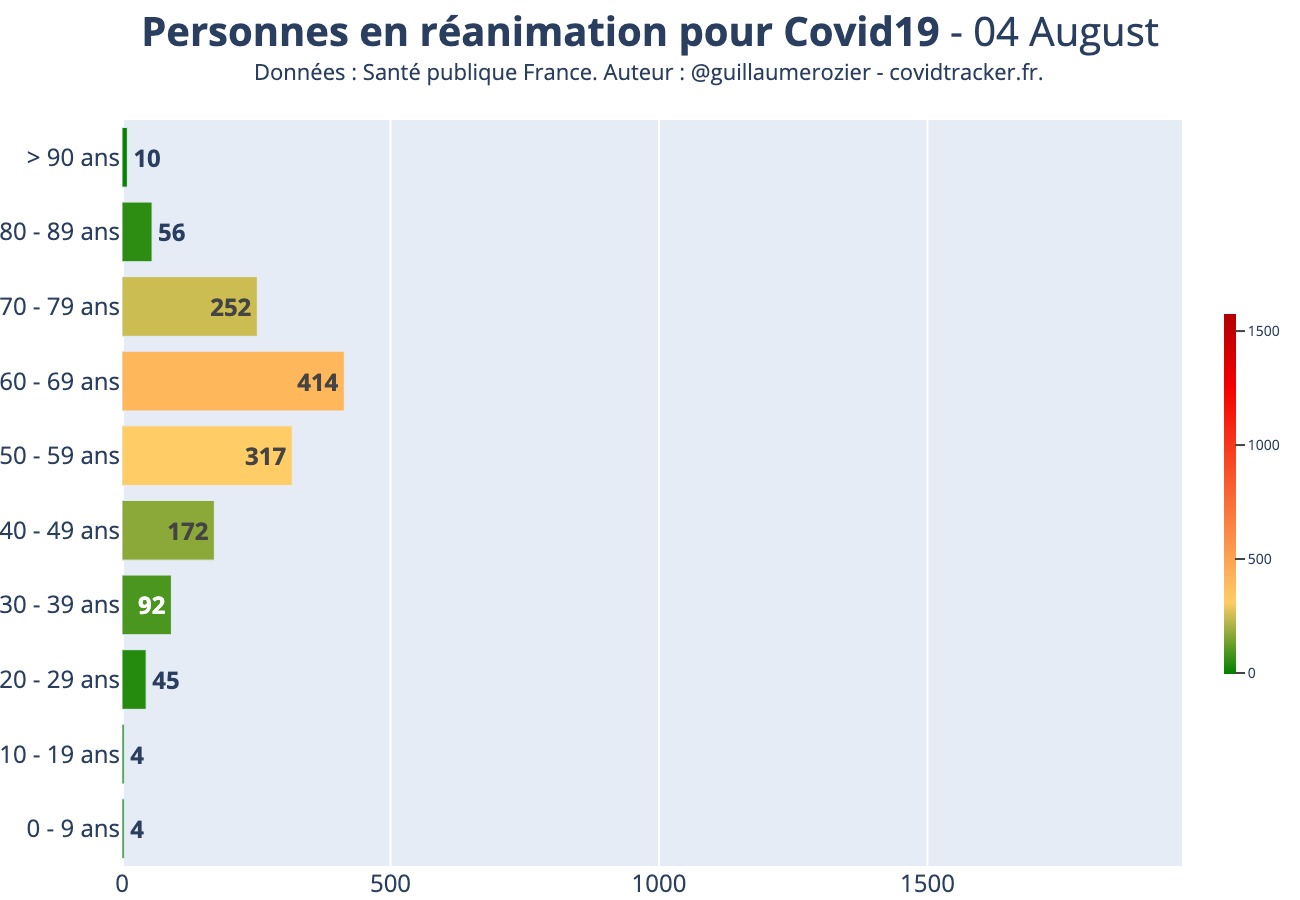 Personnes en réanimation pour Covid19 - 04 August
Données : Santé publique France. Auteur : @guillaumerozier - covidtracker.fr.
> 90 ans 10
80 - 89 ans 56
70 - 79 ans 252
60 - 69 ans 414
50 - 59 ans 317
40 - 49 ans 172
30 - 39 ans 92
20 - 29 ans 45
10 - 19 ans 4
0 - 9 ans 4
0 500 1000 1500
1500
1000
500
0